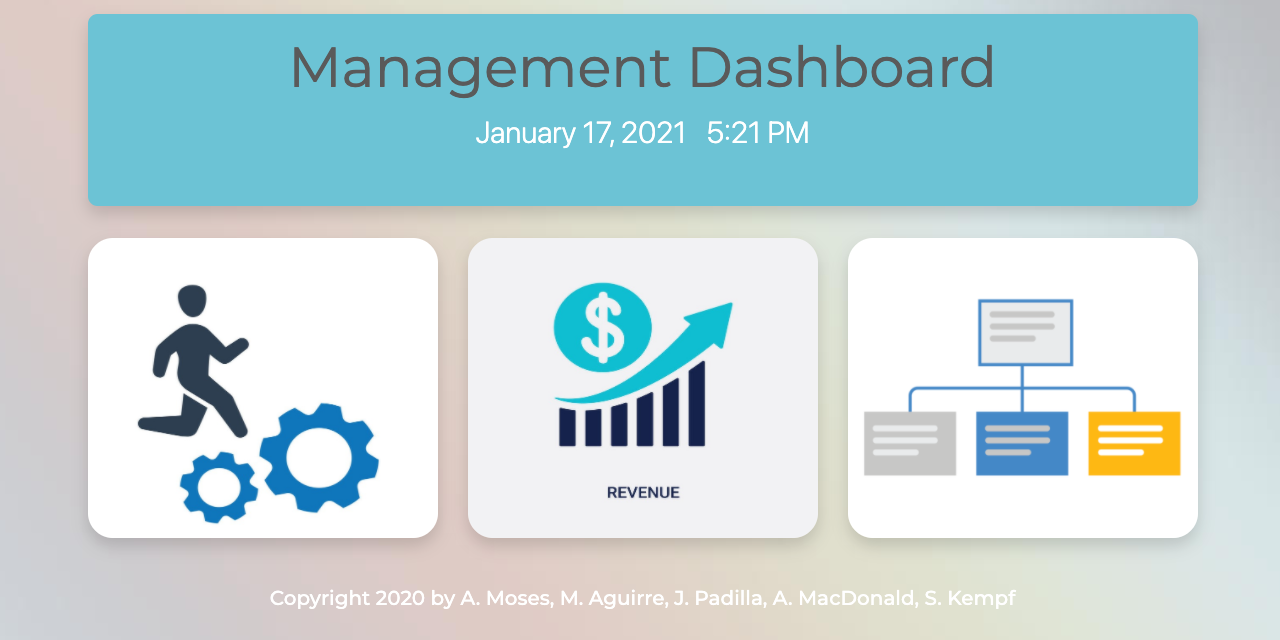 Management Dashboard
January 17, 2021 5:21 PM
$
REVENUE
Copyright 2020 by A. Moses, M. Aguirre, J. Padilla, A. MacDonald, S. Kempf